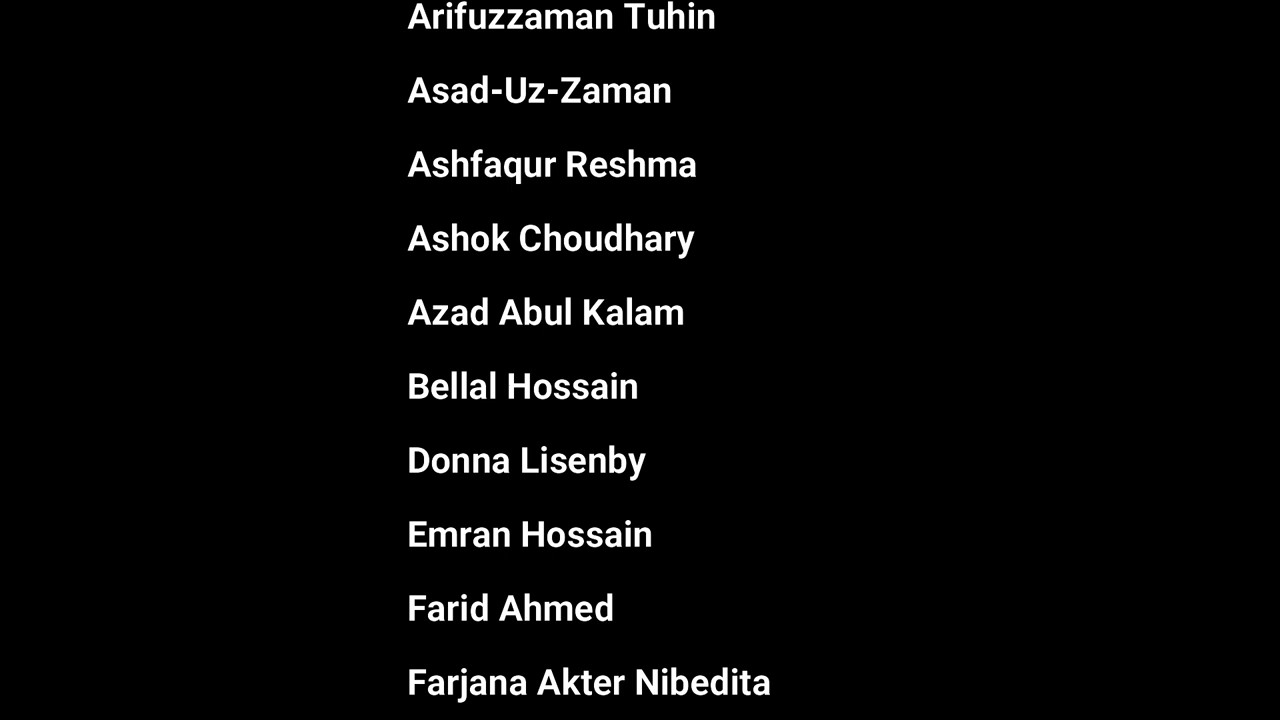 Arifuzzaman Tuhin
Asad-Uz-Zaman
Ashfaqur Reshma
Ashok Choudhary
Azad Abul Kalam
Bellal Hossain
Donna Lisenby
Emran Hossain
Farid Ahmed
Farjana Akter Nibedita